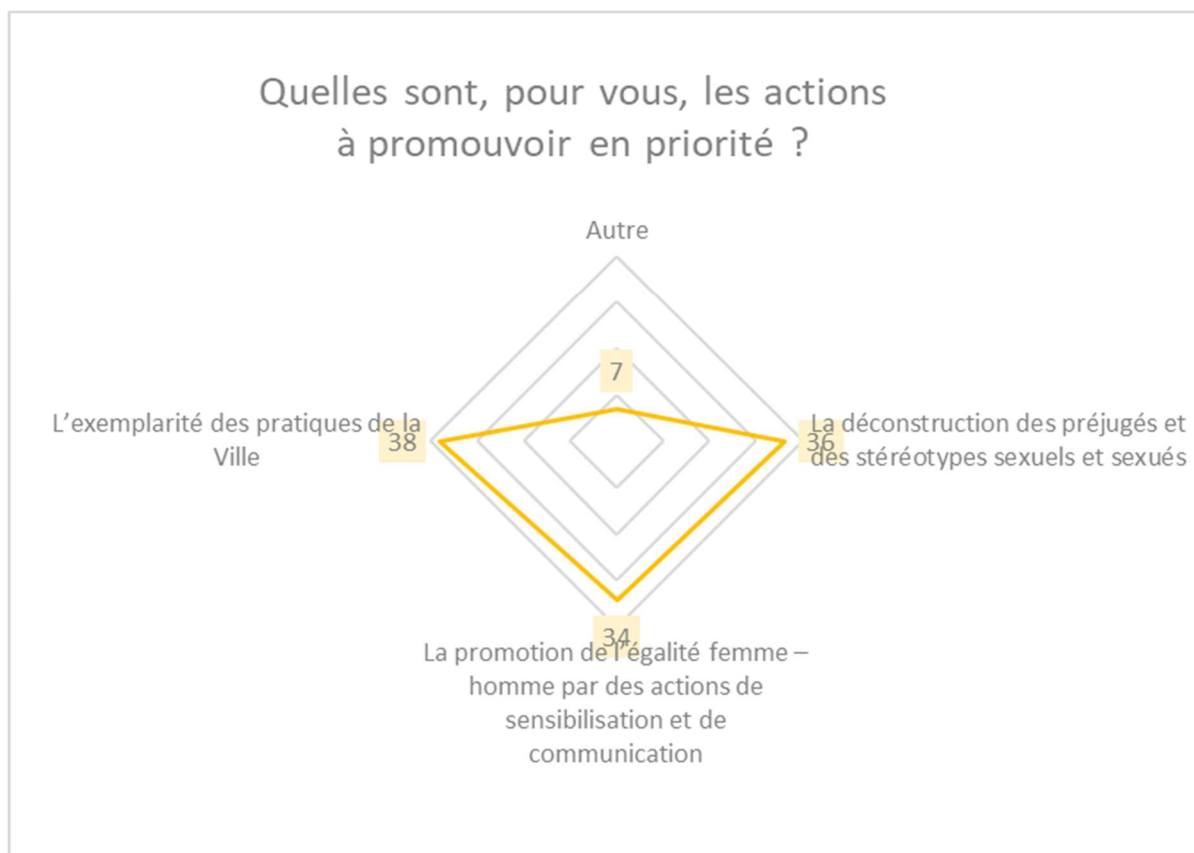 Quelles sont, pour vous, les actions
à promouvoir en priorité ?
Autre
7
L’exemplarité des pratiques de la
Ville
38
36
La déconstruction des préjugés et
des stéréotypes sexuels et sexués
34
La promotion de l’égalité femme –
homme par des actions de
sensibilisation et de
communication